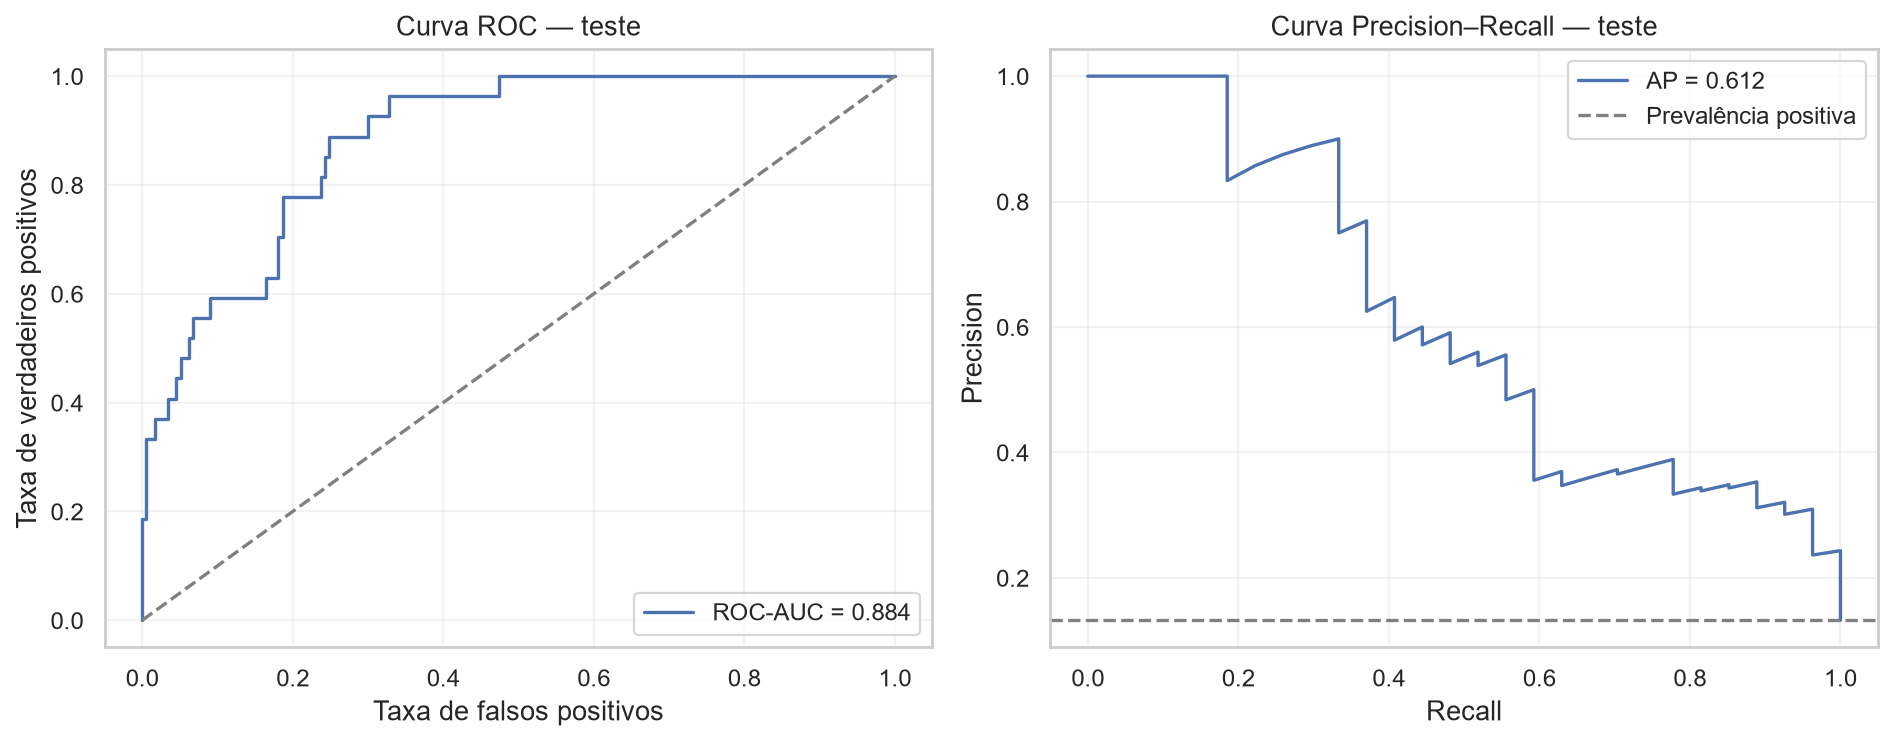 Curva ROC — teste
Taxa de verdadeiros positivos
1.0
0.8
0.6
0.4
0.2
0.0
ROC-AUC = 0.884
0.0 0.2 0.4 0.6 0.8 1.0
Taxa de falsos positivos
Curva Precision–Recall — teste
Precision
1.0
0.8
0.6
0.4
0.2
AP = 0.612
Prevalência positiva
0.0 0.2 0.4 0.6 0.8 1.0
Recall